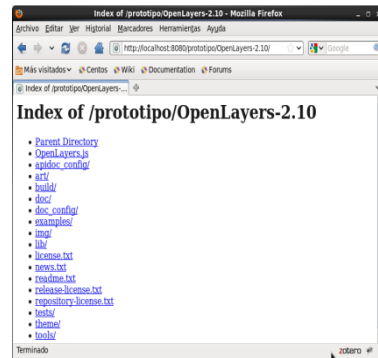 Index of /prototipo/OpenLayers-2.10 - Mozilla Firefox
Archivo Editar Ver Historial Marcadores Herramientas Ayuda
http://localhost:8080/prototipo/OpenLayers-2.10/ Google
Más visitados Centos Wiki Documentation Forums
Index of /prototipo/OpenLayers-...
Index of /prototipo/OpenLayers-2.10
Parent Directory
OpenLayers.js
apidoc_config/
art/
build/
doc/
doc_config/
examples/
img/
lib/
license.txt
news.txt
readme.txt
release-license.txt
repository-license.txt
tests/
theme/
tools/
Terminado zotero